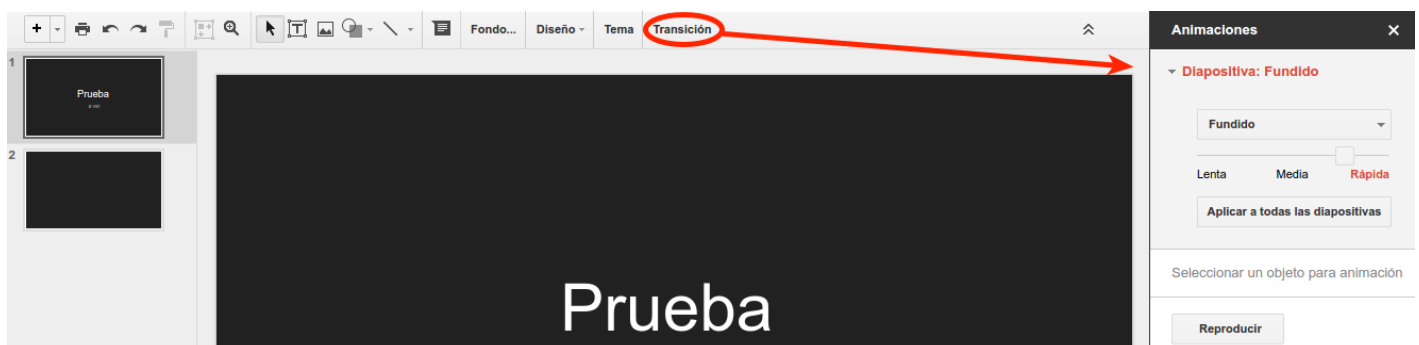 Fondo... Diseño Tema Transición
1
Prueba
a ver
2
Prueba
Animaciones
Diapositiva: Fundido
Fundido
Lenta Media Rápida
Aplicar a todas las diapositivas
Seleccionar un objeto para animación
Reproducir